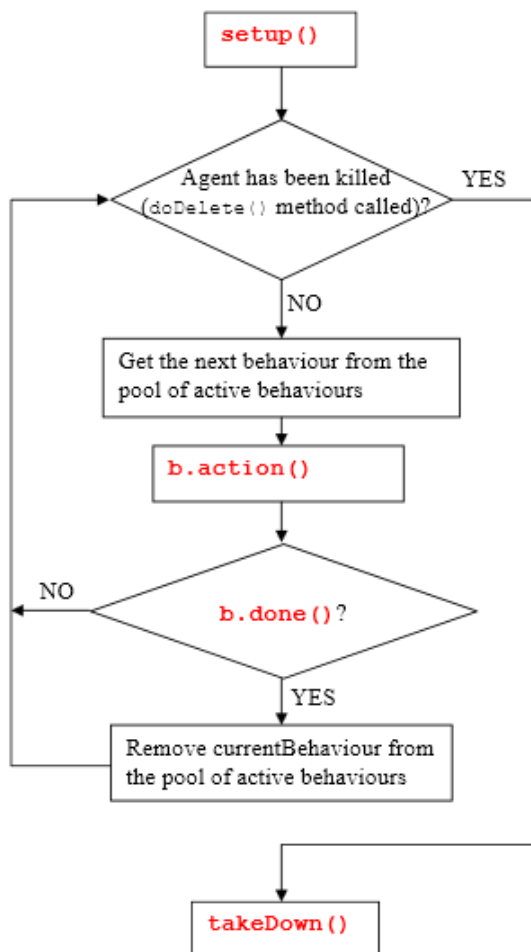 setup()
Agent has been killed
(doDelete() method called)?
YES
NO
Get the next behaviour from the
pool of active behaviours
b.action()
NO
b.done()?
YES
Remove currentBehaviour from
the pool of active behaviours
takeDown()